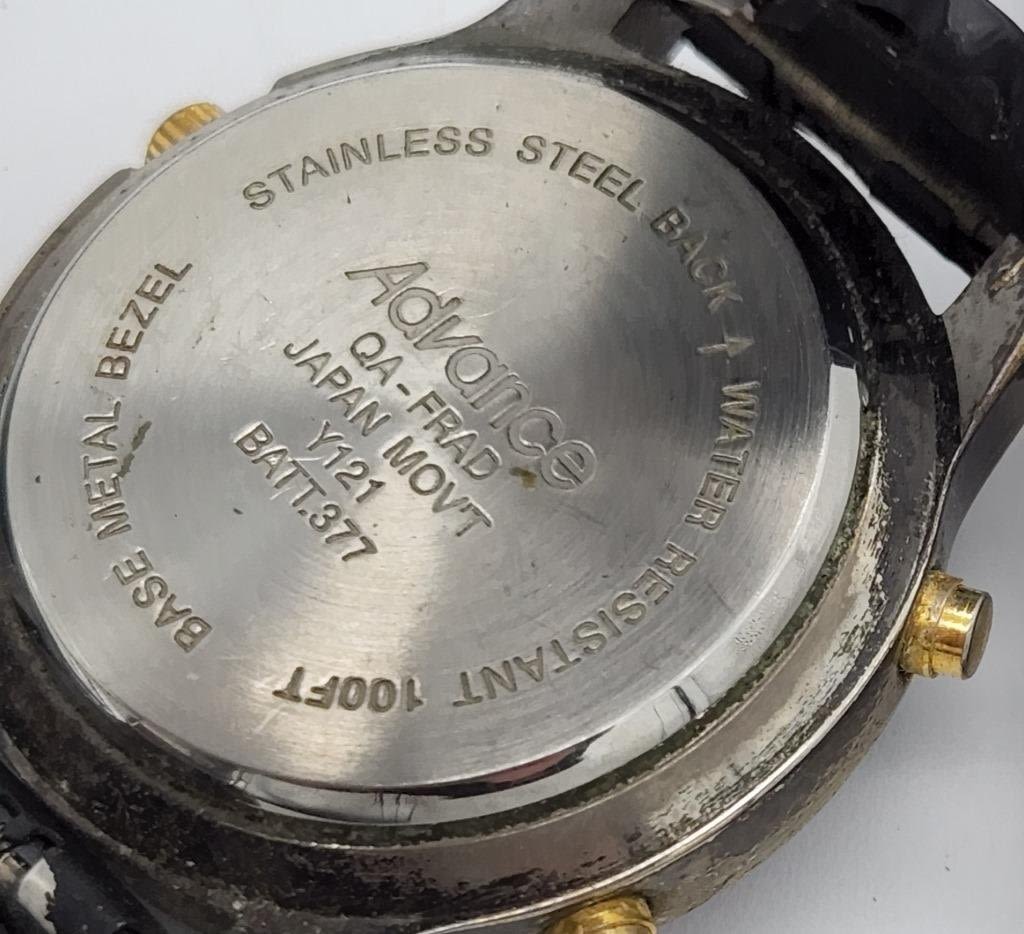 STAINLESS STEEL BACK
WATER RESISTANT 100FT
BASE METAL BEZEL
Advance
QA-FRAD
JAPAN MOVT
Y121
BATT.377